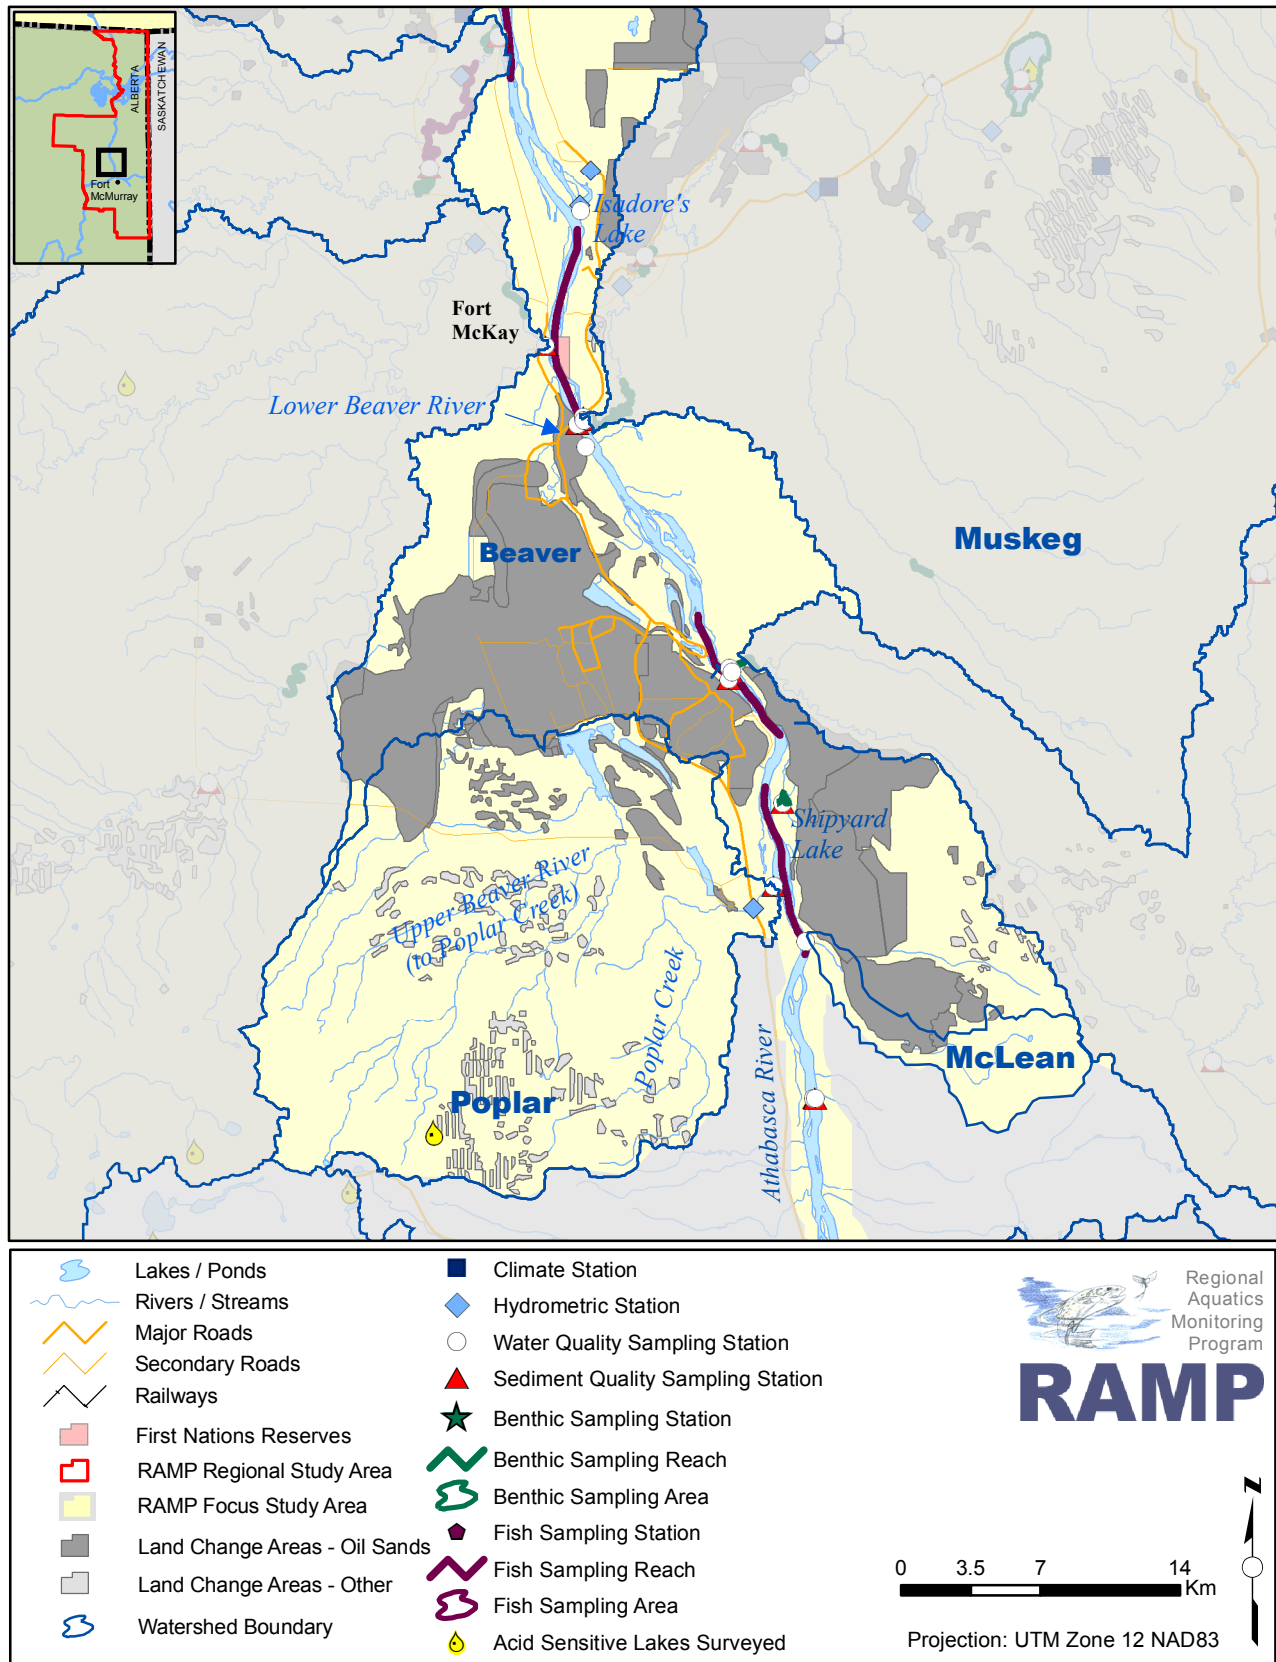 ALBERTA
SASKATCHEWAN
Fort
McMurray
Isadore's
Lake
Fort
McKay
Lower Beaver River
Muskeg
Beaver
Shipyard
Lake
Upper Beaver River
(to Poplar Creek)
Poplar Creek
Athabasca River
McLean
Poplar
Lakes / Ponds
Rivers / Streams
Major Roads
Secondary Roads
Railways
First Nations Reserves
RAMP Regional Study Area
RAMP Focus Study Area
Land Change Areas - Oil Sands
Land Change Areas - Other
Watershed Boundary
Climate Station
Hydrometric Station
Water Quality Sampling Station
Sediment Quality Sampling Station
Benthic Sampling Station
Benthic Sampling Reach
Benthic Sampling Area
Fish Sampling Station
Fish Sampling Reach
Fish Sampling Area
Acid Sensitive Lakes Surveyed
Regional
Aquatics
Monitoring
Program
RAMP
N
0 3.5 7 14
Km
Projection: UTM Zone 12 NAD83